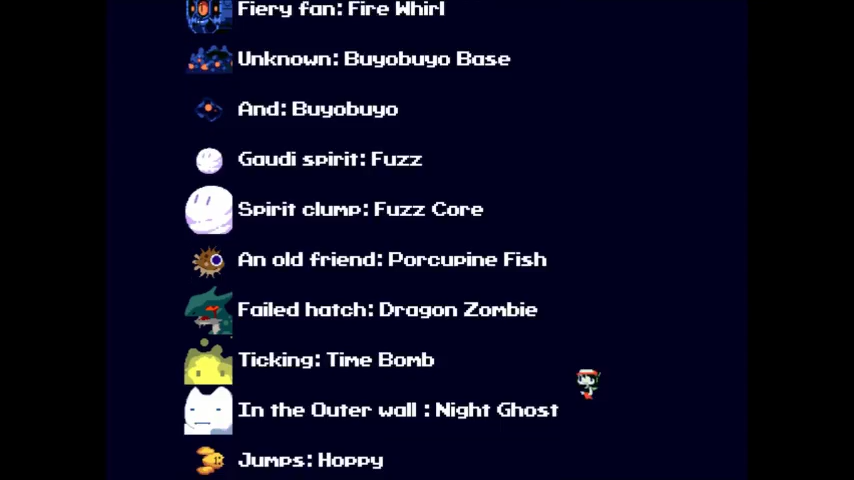 Fiery fan: Fire Whirl
Unknown: Buyobuyo Base
And: Buyobuyo
Gaudi spirit: Fuzz
Spirit clump: Fuzz Core
An old friend: Porcupine Fish
Failed hatch: Dragon Zombie
Ticking: Time Bomb
In the Outer wall : Night Ghost
Jumps: Hoppy